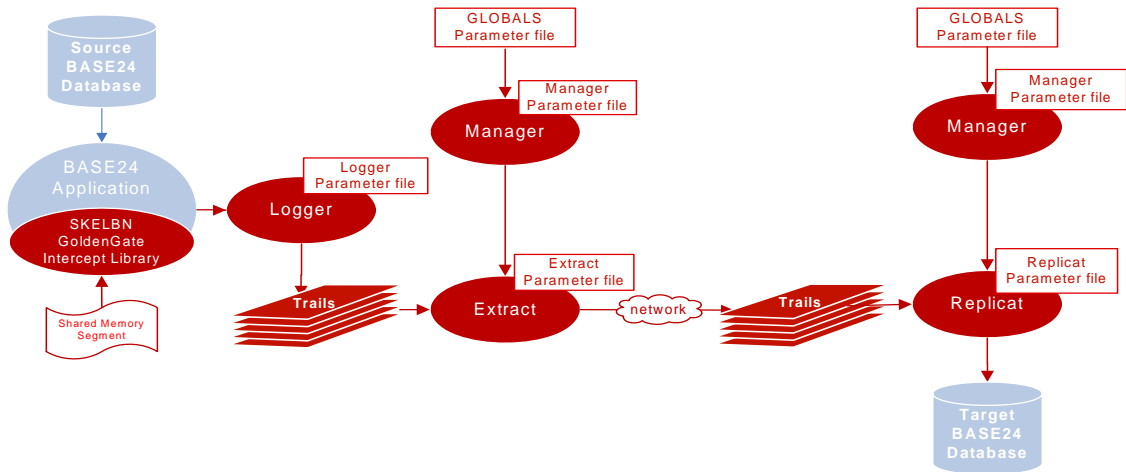 Source
BASE24
Database
BASE24
Application
SKELBN
GoldenGate
Intercept Library
Shared Memory
Segment
Logger
Parameter file
Logger
Trails
GLOBALS
Parameter file
Manager
Parameter file
Manager
Extract
Parameter file
Extract
network
Trails
GLOBALS
Parameter file
Manager
Parameter file
Manager
Replicat
Parameter file
Replicat
Target
BASE24
Database